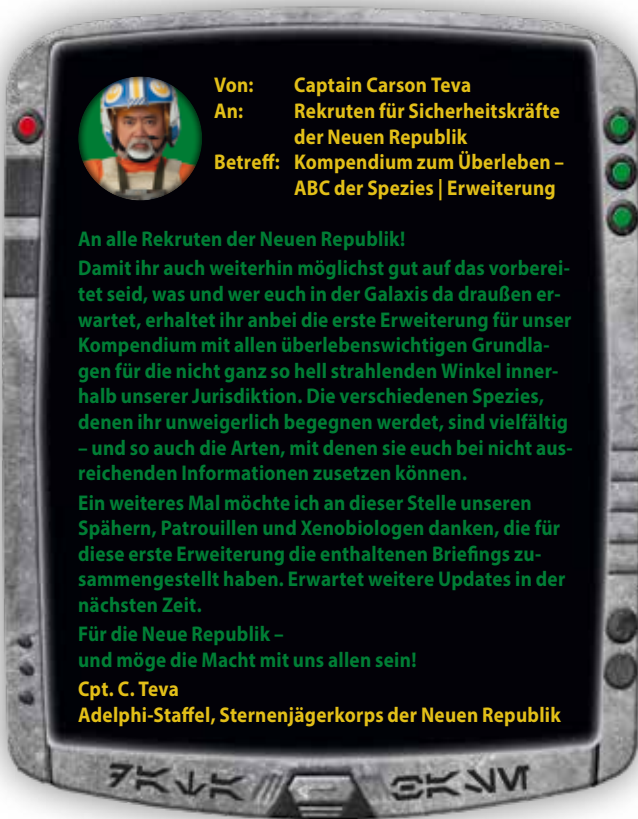 Von: Captain Carson Teva
An: Rekruten für Sicherheitskräfte
der Neuen Republik
Betreff: Kompendium zum Überleben –
ABC der Spezies | Erweiterung
An alle Rekruten der Neuen Republik!
Damit ihr auch weiterhin möglichst gut auf das vorberei-
tet seid, was und wer euch in der Galaxis da draußen er-
wartet, erhaltet ihr anbei die erste Erweiterung für unser
Kompendium mit allen überlebenswichtigen Grundla-
gen für die nicht ganz so hell strahlenden Winkel inner-
halb unserer Jurisdiktion. Die verschiedenen Spezies,
denen ihr unweigerlich begegnen werdet, sind vielfältig
– und so auch die Arten, mit denen sie euch bei nicht aus-
reichenden Informationen zusetzen können.
Ein weiteres Mal möchte ich an dieser Stelle unseren
Spähern, Patrouillen und Xenobiologen danken, die für
diese erste Erweiterung die enthaltenen Briefings zu-
sammengestellt haben. Erwartet weitere Updates in der
nächsten Zeit.
Für die Neue Republik –
und möge die Macht mit uns allen sein!
Cpt. C. Teva
Adelphi-Staffel, Sternenjägerkorps der Neuen Republik